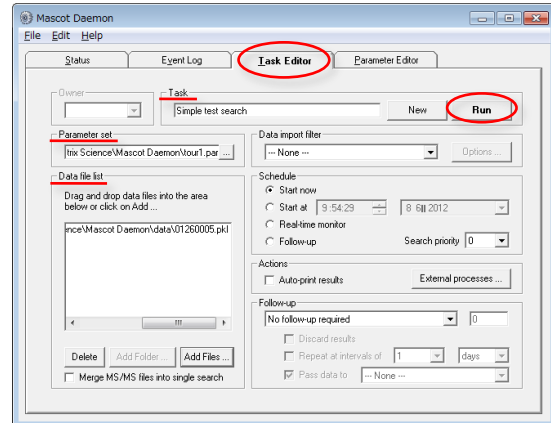 Mascot Daemon
File Edit Help
Status Event Log Task Editor Parameter Editor
Owner Task
Simple test search New Run
Parameter set Data import filter
trix Science\Mascot Daemon\tour1.par ... --- None --- Options ...
Data file list Schedule
Drag and drop data files into the area
below or click on Add ...
Start now
Start at 9:54:29 8 6月 2012
nce\Mascot Daemon\data\01260005.pkl
Real-time monitor
Follow-up Search priority 0
Actions
Auto-print results External processes ...
Follow-up
No follow-up required 0
Discard results
Delete Add Folder ... Add Files ... Repeat at intervals of 1 days
Merge MS/MS files into single search Pass data to --- None ---